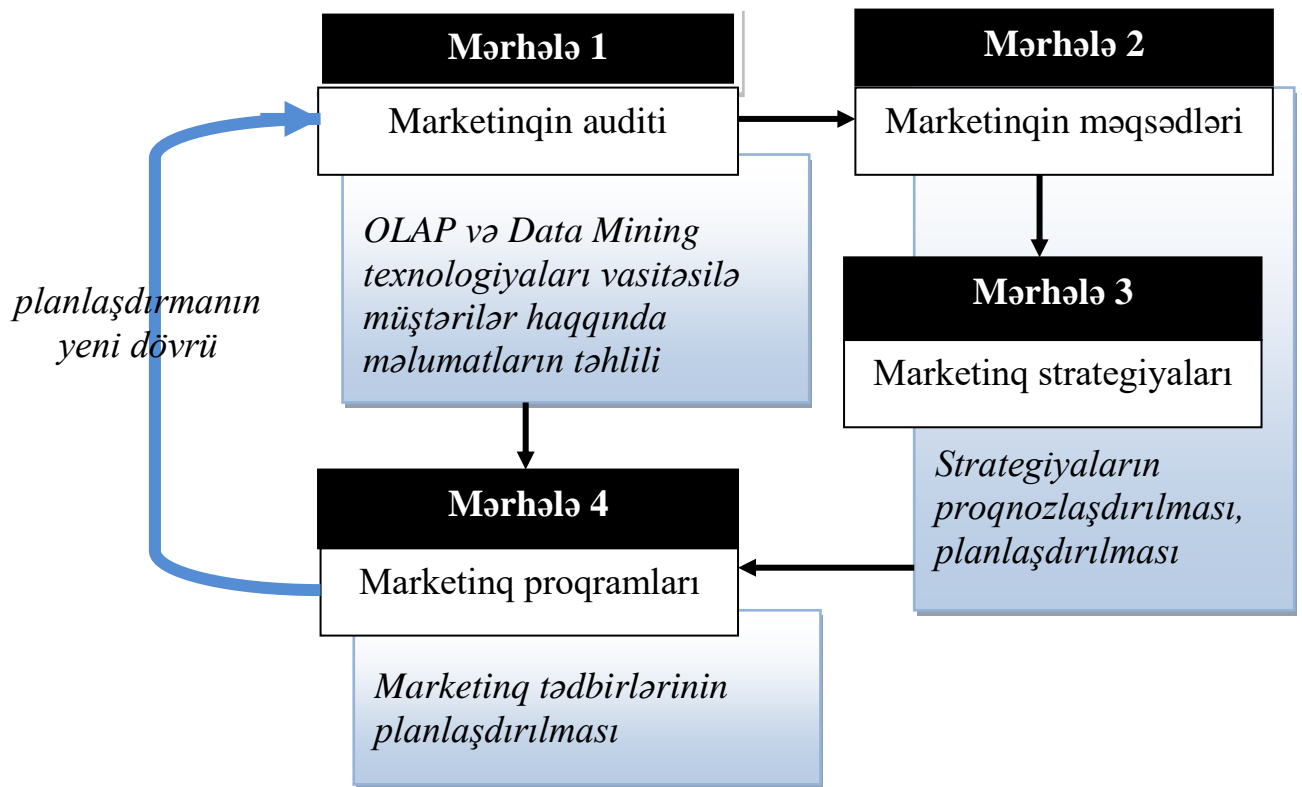 Mərhələ 1
Marketinqin auditi
OLAP və Data Mining
texnologiyaları vasitəsilə
müştərilər haqqında
məlumatların təhlili
Mərhələ 2
Marketinqin məqsədləri
Mərhələ 3
Marketinq strategiyaları
Strategiyaların
proqnozlaşdırılması,
planlaşdırılması
Mərhələ 4
Marketinq proqramları
Marketinq tədbirlərinin
planlaşdırılması
planlaşdırmanın
yeni dövrü